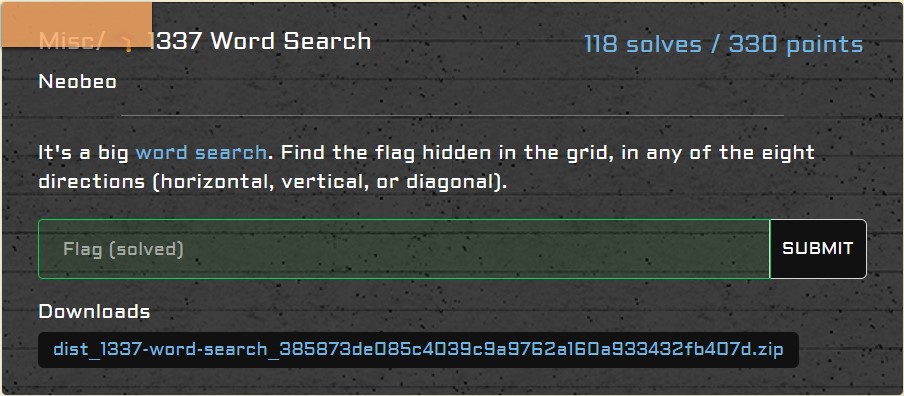 Misc/ 1337 Word Search
118 solves / 330 points
Neobeo
It's a big word search. Find the flag hidden in the grid, in any of the eight
directions (horizontal, vertical, or diagonal).
Flag (solved)
SUBMIT
Downloads
dist_1337-word-search_385873de085c4039c9a9762a160a933432fb407d.zip